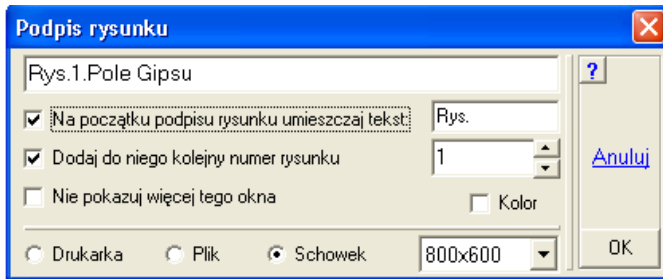 Podpis rysunku
Rys.1.Pole Gipsu
?
Na początku podpisu rysunku umieszczaj tekst: Rys.
Dodaj do niego kolejny numer rysunku 1
Anuluj
Nie pokazuj więcej tego okna Kolor
Drukarka Plik Schowek 800x600 OK